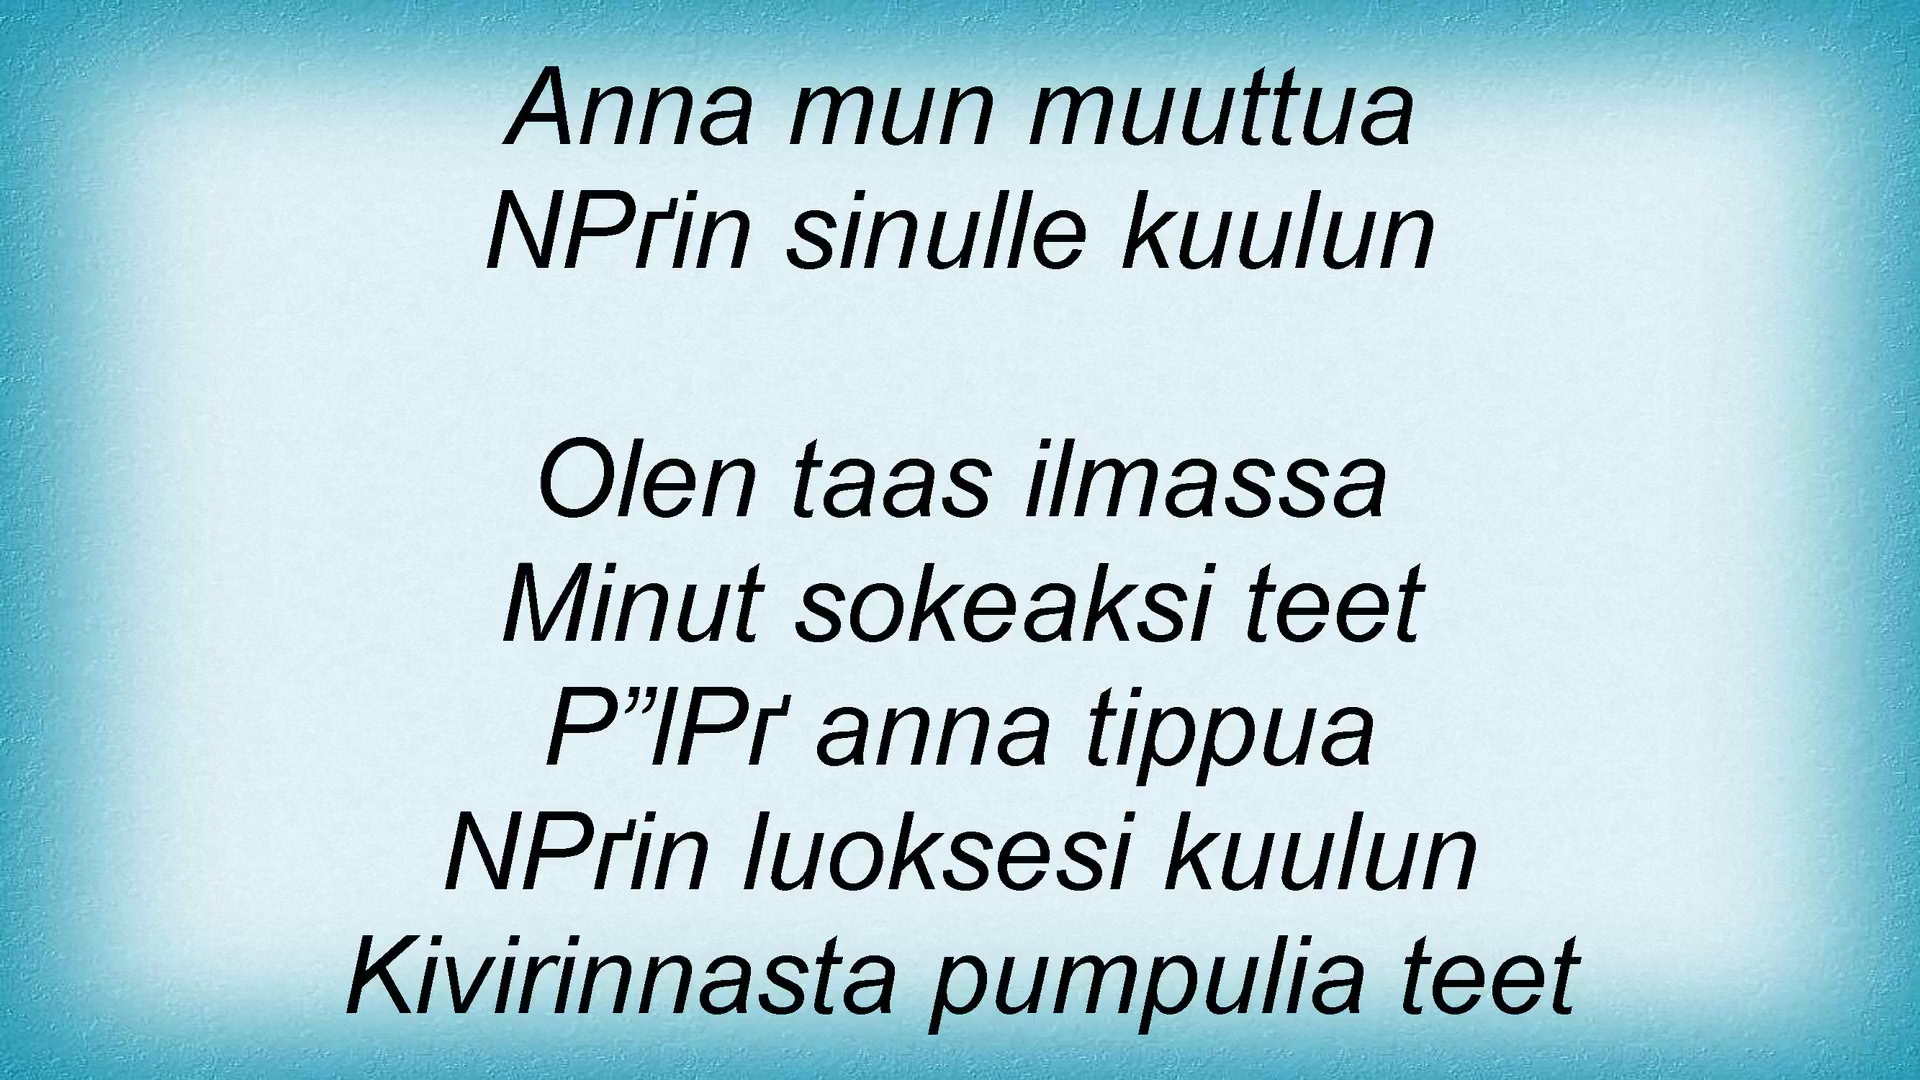 Anna mun muuttua
NPґin sinulle kuulun
Olen taas ilmassa
Minut sokeaksi teet
P”lPґ anna tippua
NPґin luoksesi kuulun
Kivirinnasta pumpulia teet